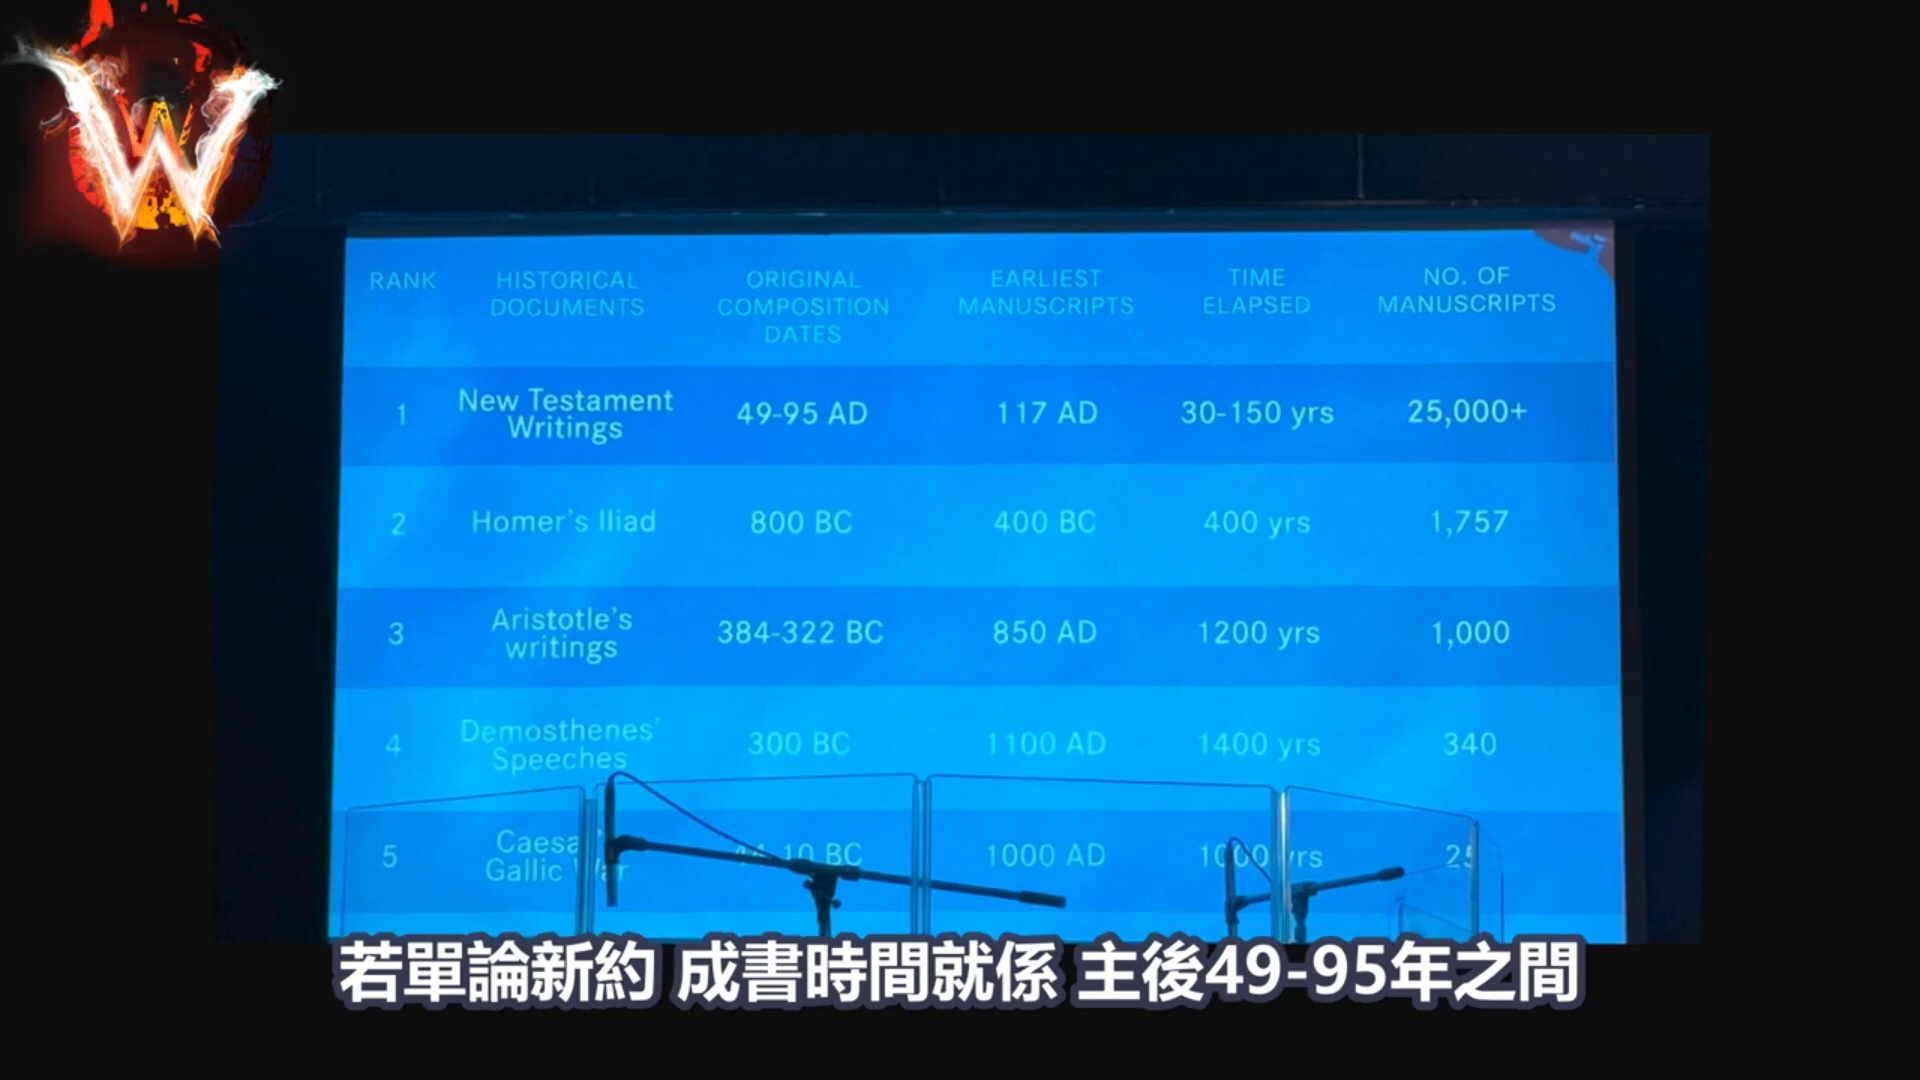 W
RANK
HISTORICAL
DOCUMENTS
ORIGINAL
COMPOSITION
DATES
EARLIEST
MANUSCRIPTS
TIME
ELAPSED
NO. OF
MANUSCRIPTS
1
New Testament
Writings
49-95 AD
117 AD
30-150 yrs
25,000+
2
Homer's Iliad
800 BC
400 BC
400 yrs
1,757
3
Aristotle's
writings
384-322 BC
850 AD
1200 yrs
1,000
4
Demosthenes'
Speeches
300 BC
1100 AD
1400 yrs
340
5
Gallic
BC
1000 AD
yrs
若單論新約 成書時間就係 主後49-95年之間